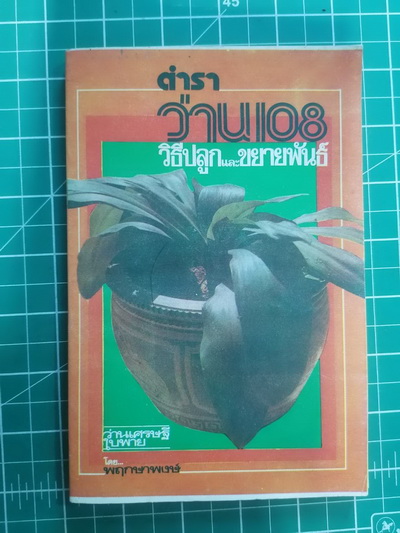 45
ตำรา
ว่าน108
วิธีปลูกและขยายพันธ์
ว่านเศรษฐี
ใบพาย
โดย...
พฤกษาพงษ์